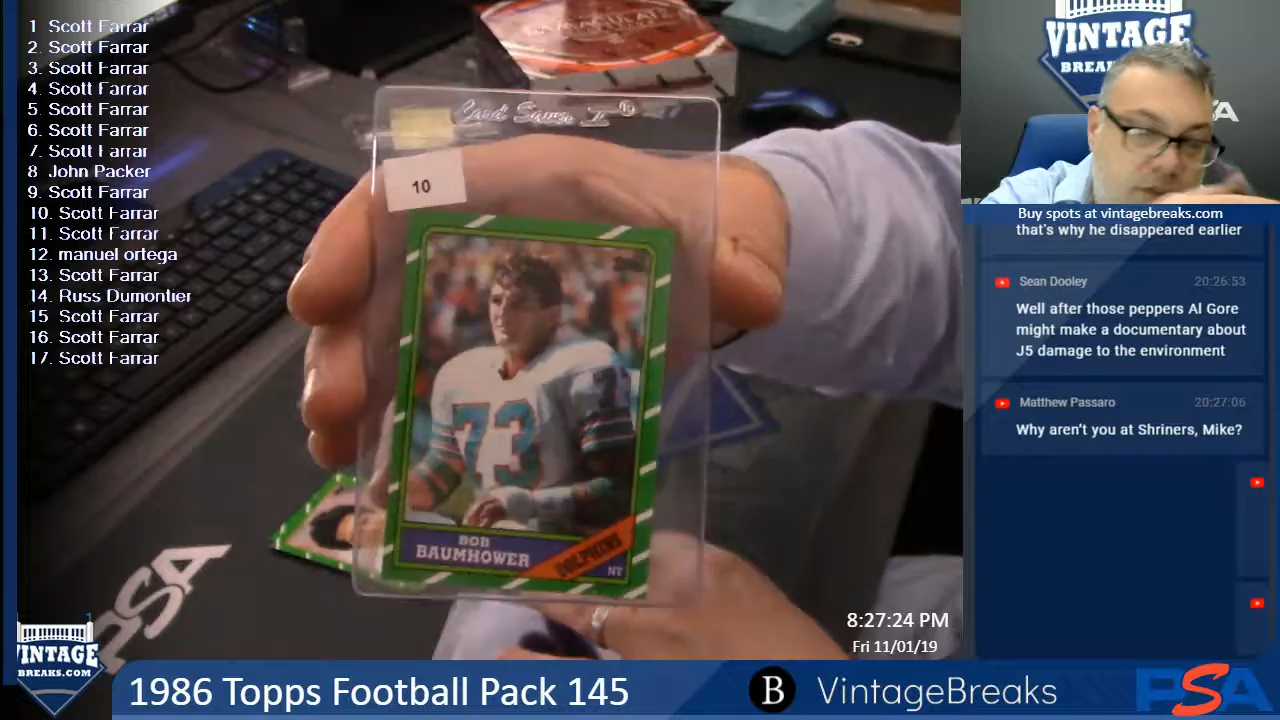 1 Scott Farrar
2. Scott Farrar
3. Scott Farrar
4. Scott Farrar
5. Scott Farrar
6. Scott Farrar
7. Scott Farrar
8 John Packer
9. Scott Farrar
10. Scott Farrar
11. Scott Farrar
12. manuel ortega
13. Scott Farrar
14. Russ Dumontier
15 Scott Farrar
16. Scott Farrar
17. Scott Farrar
Card Saver I ®
10
73
7
BOB
BAUMHOWER
DOLPHINS
NT
PSA
VINTAGE
BREA
SA
Buy spots at vintagebreaks.com
that's why he disappeared earlier
Sean Dooley 20:26:53
Well after those peppers Al Gore
might make a documentary about
J5 damage to the environment
Matthew Passaro 20:27:06
Why aren't you at Shriners, Mike?
8:27:24 PM
Fri 11/01/19
VINTAGE
BREAKS.COM
1986 Topps Football Pack 145
B VintageBreaks
PSA